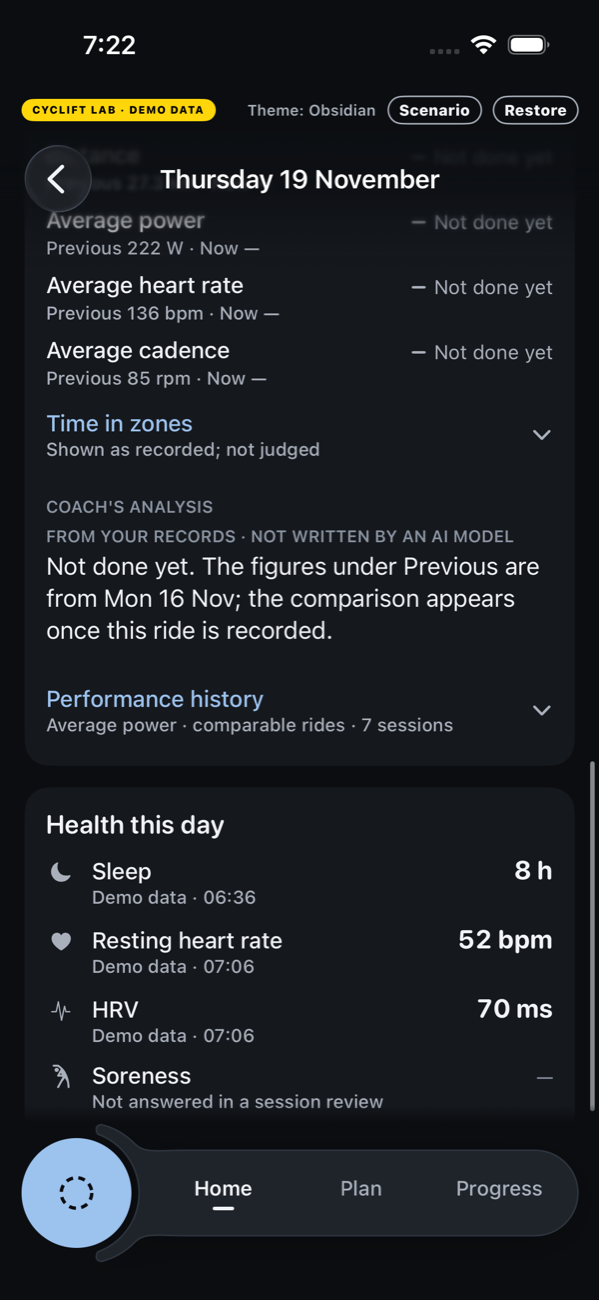 7:22
CYCLIFT LAB · DEMO DATA
Theme: Obsidian
Scenario
Restore
Not done yet
Thursday 19 November
Average power
— Not done yet
Previous 222 W · Now —
Average heart rate
— Not done yet
Previous 136 bpm · Now —
Average cadence
— Not done yet
Previous 85 rpm · Now —
Time in zones
Shown as recorded; not judged
COACH'S ANALYSIS
FROM YOUR RECORDS · NOT WRITTEN BY AN AI MODEL
Not done yet. The figures under Previous are
from Mon 16 Nov; the comparison appears
once this ride is recorded.
Performance history
Average power · comparable rides · 7 sessions
Health this day
Sleep
8 h
Demo data · 06:36
Resting heart rate
52 bpm
Demo data · 07:06
HRV
70 ms
Demo data · 07:06
Soreness
—
Not answered in a session review
Home
Plan
Progress